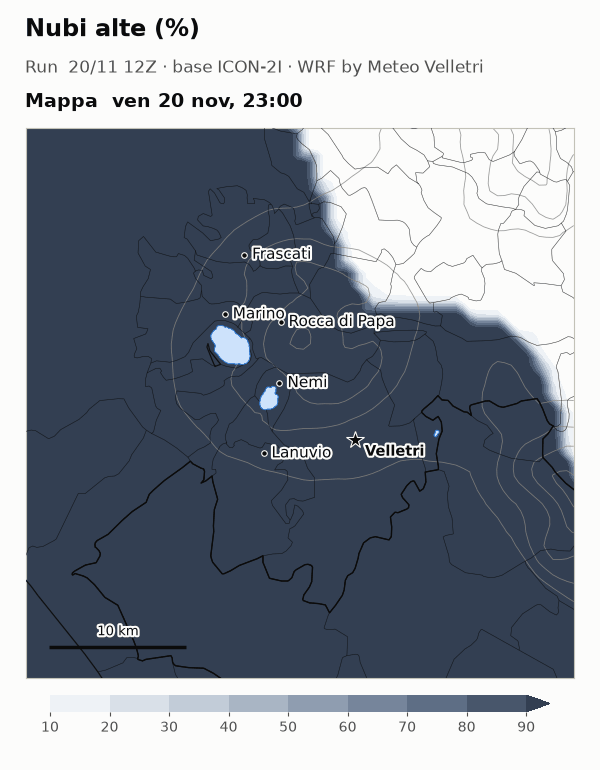 Nubi alte (%)
Run  20/11 12Z · base ICON-2I · WRF by Meteo Velletri
Mappa  ven 20 nov, 23:00
Frascati
Marino
Rocca di Papa
Nemi
Velletri
Lanuvio
10 km
10 20 30 40 50 60 70 80 90